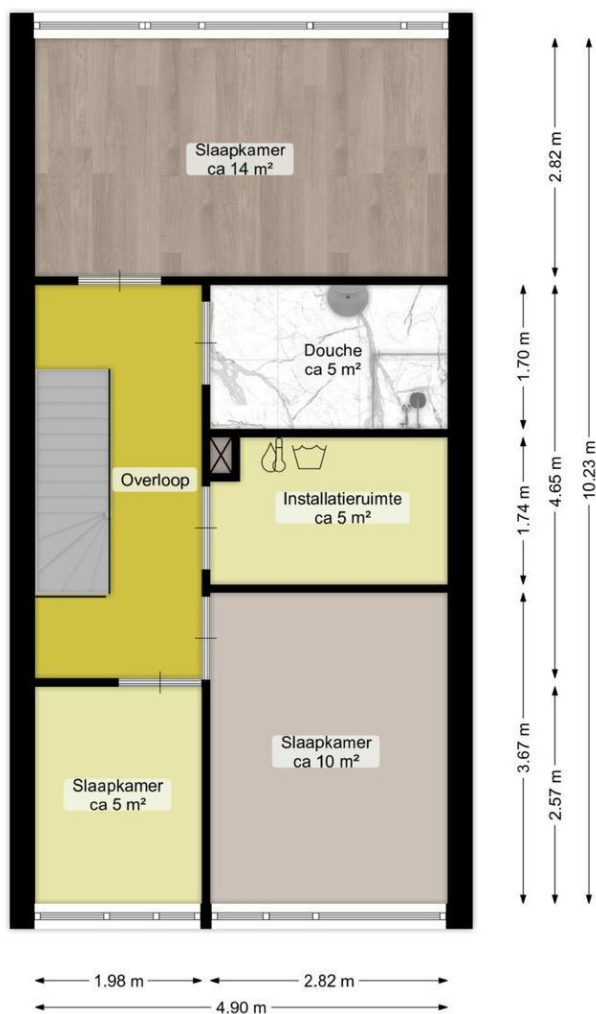 Slaapkamer
ca 14 m²
2.82 m
Douche
ca 5 m²
1.70 m
Overloop
Installatieruimte
ca 5 m²
1.74 m
4.65 m
10.23 m
Slaapkamer
ca 10 m²
3.67 m
Slaapkamer
ca 5 m²
2.57 m
1.98 m
2.82 m
4.90 m